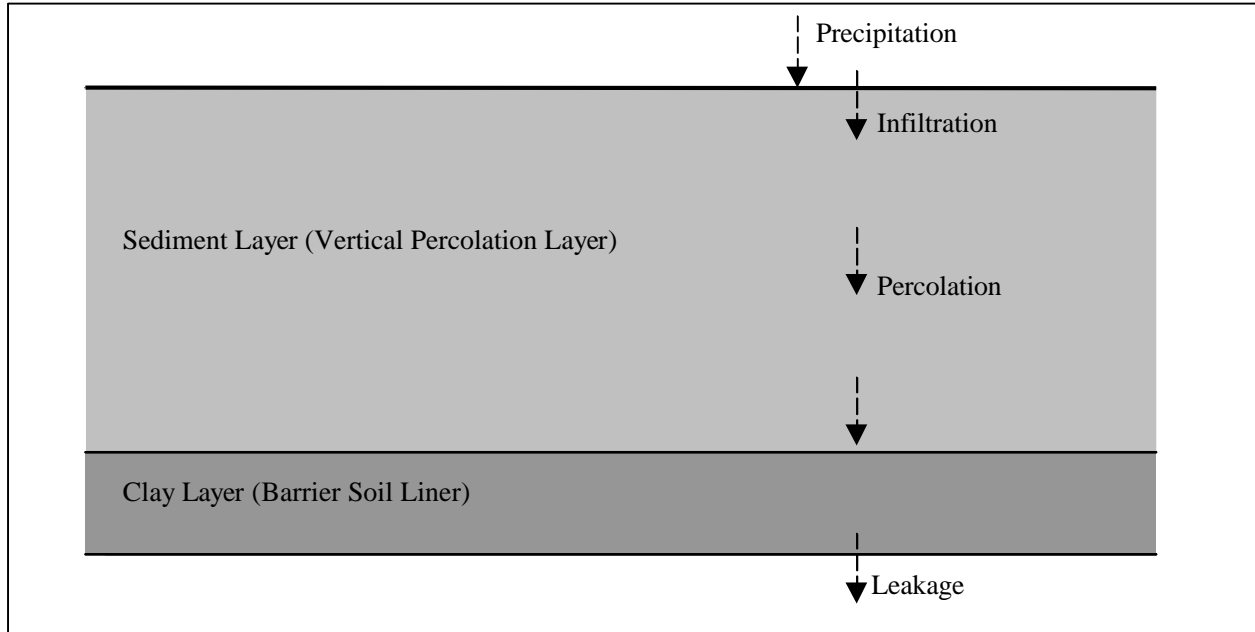 Precipitation
Infiltration
Sediment Layer (Vertical Percolation Layer)
Percolation
Clay Layer (Barrier Soil Liner)
Leakage